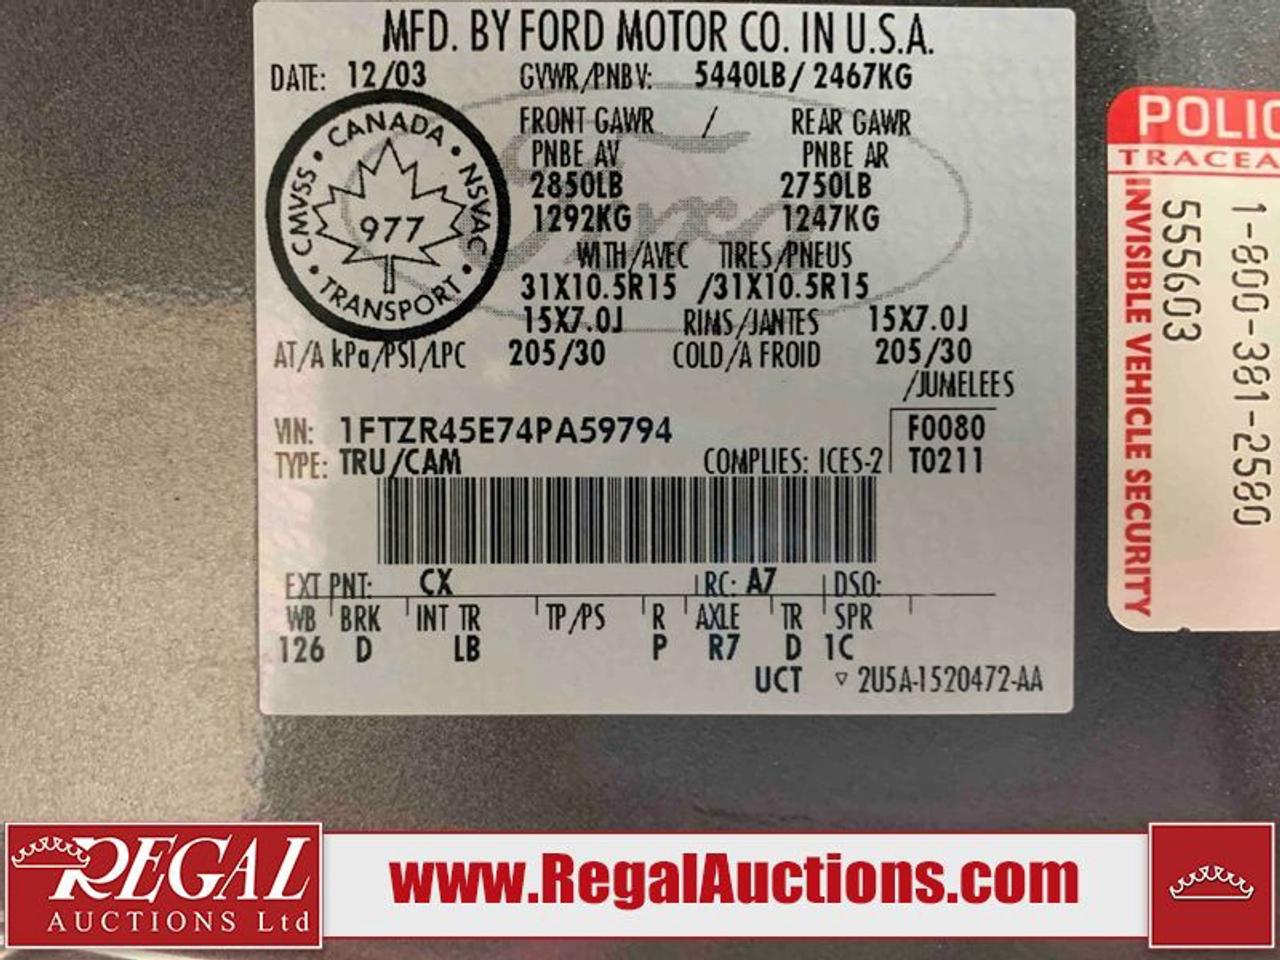 MFD. BY FORD MOTOR CO. IN U.S.A.
DATE: 12/03 GVWR/PNBV: 5440LB/ 2467KG
FRONT GAWR / REAR GAWR
PNBE AV PNBE AR
2850LB 2750LB
1292KG 1247KG
WITH/AVEC TIRES/PNEUS
31X10.5R15 /31X10.5R15
15X7.0J RIMS/JANTES 15X7.0J
AT/A kPa/PSI/LPC 205/30 COLD/A FROID 205/30
/JUMELEES
VIN: 1FTZR45E74PA59794 F0080
TYPE: TRU/CAM COMPLIES: ICES-2 T0211
EXT PNT: CX RC: A7 DSO:
WB BRK INT TR TP/PS R AXLE TR SPR
126 D LB P R7 D 1C
UCT ▽ 2U5A-1520472-AA
CANADA • NSVAC • TRANSPORT • CMVSS •
977
Ford
POLIC
TRACEA
INVISIBLE VEHICLE SECURITY
555603
1-800-381-2580
REGAL
AUCTIONS Ltd
www.RegalAuctions.com